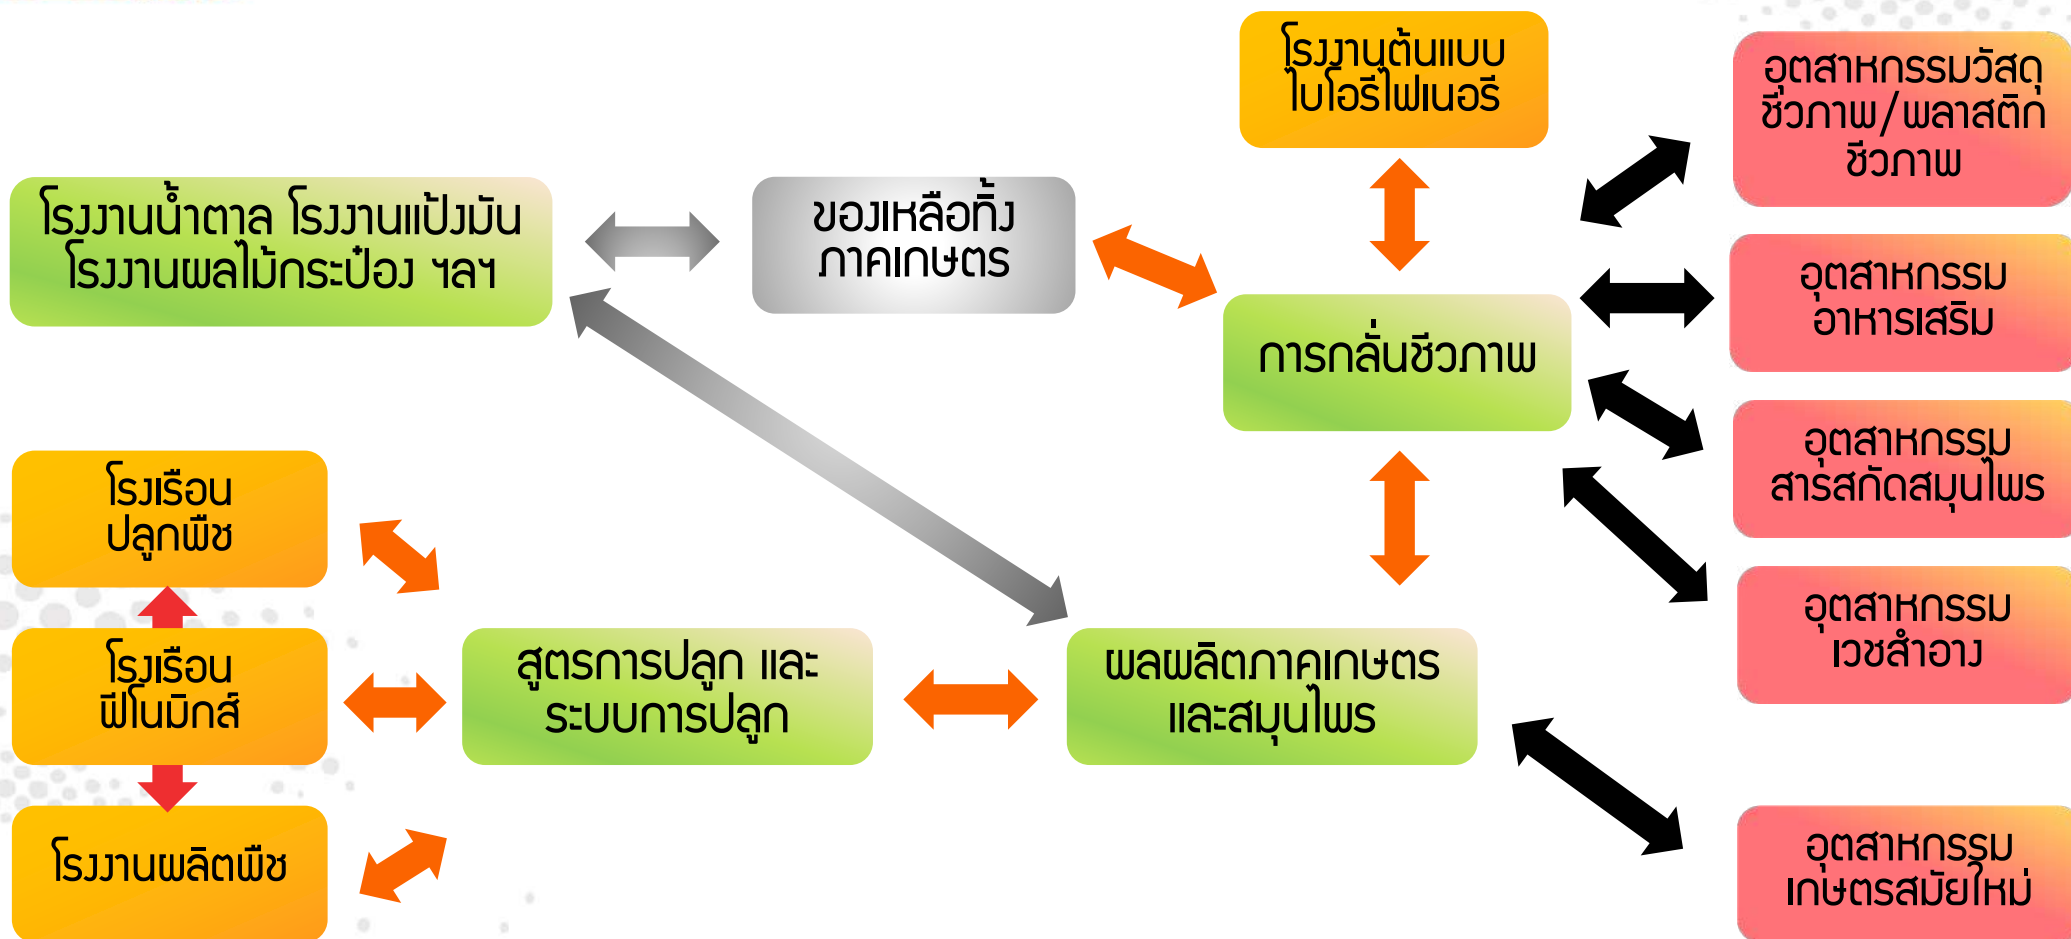 โรงงานต้นแบบ
ไบโอรีไฟเนอรี
อุตสาหกรรมวัสดุ
ชีวภาพ/พลาสติก
ชีวภาพ
โรงงานน้ำตาล โรงงานแป้งมัน
โรงงานผลไม้กระป๋อง ฯลฯ
ของเหลือทิ้ง
ภาคเกษตร
อุตสาหกรรม
อาหารเสริม
การกลั่นชีวภาพ
อุตสาหกรรม
สารสกัดสมุนไพร
โรงเรือน
ปลูกพืช
อุตสาหกรรม
เวชสำอาง
โรงเรือน
ฟีโนมิกส์
สูตรการปลูก และ
ระบบการปลูก
ผลผลิตภาคเกษตร
และสมุนไพร
โรงงานผลิตพืช
อุตสาหกรรม
เกษตรสมัยใหม่